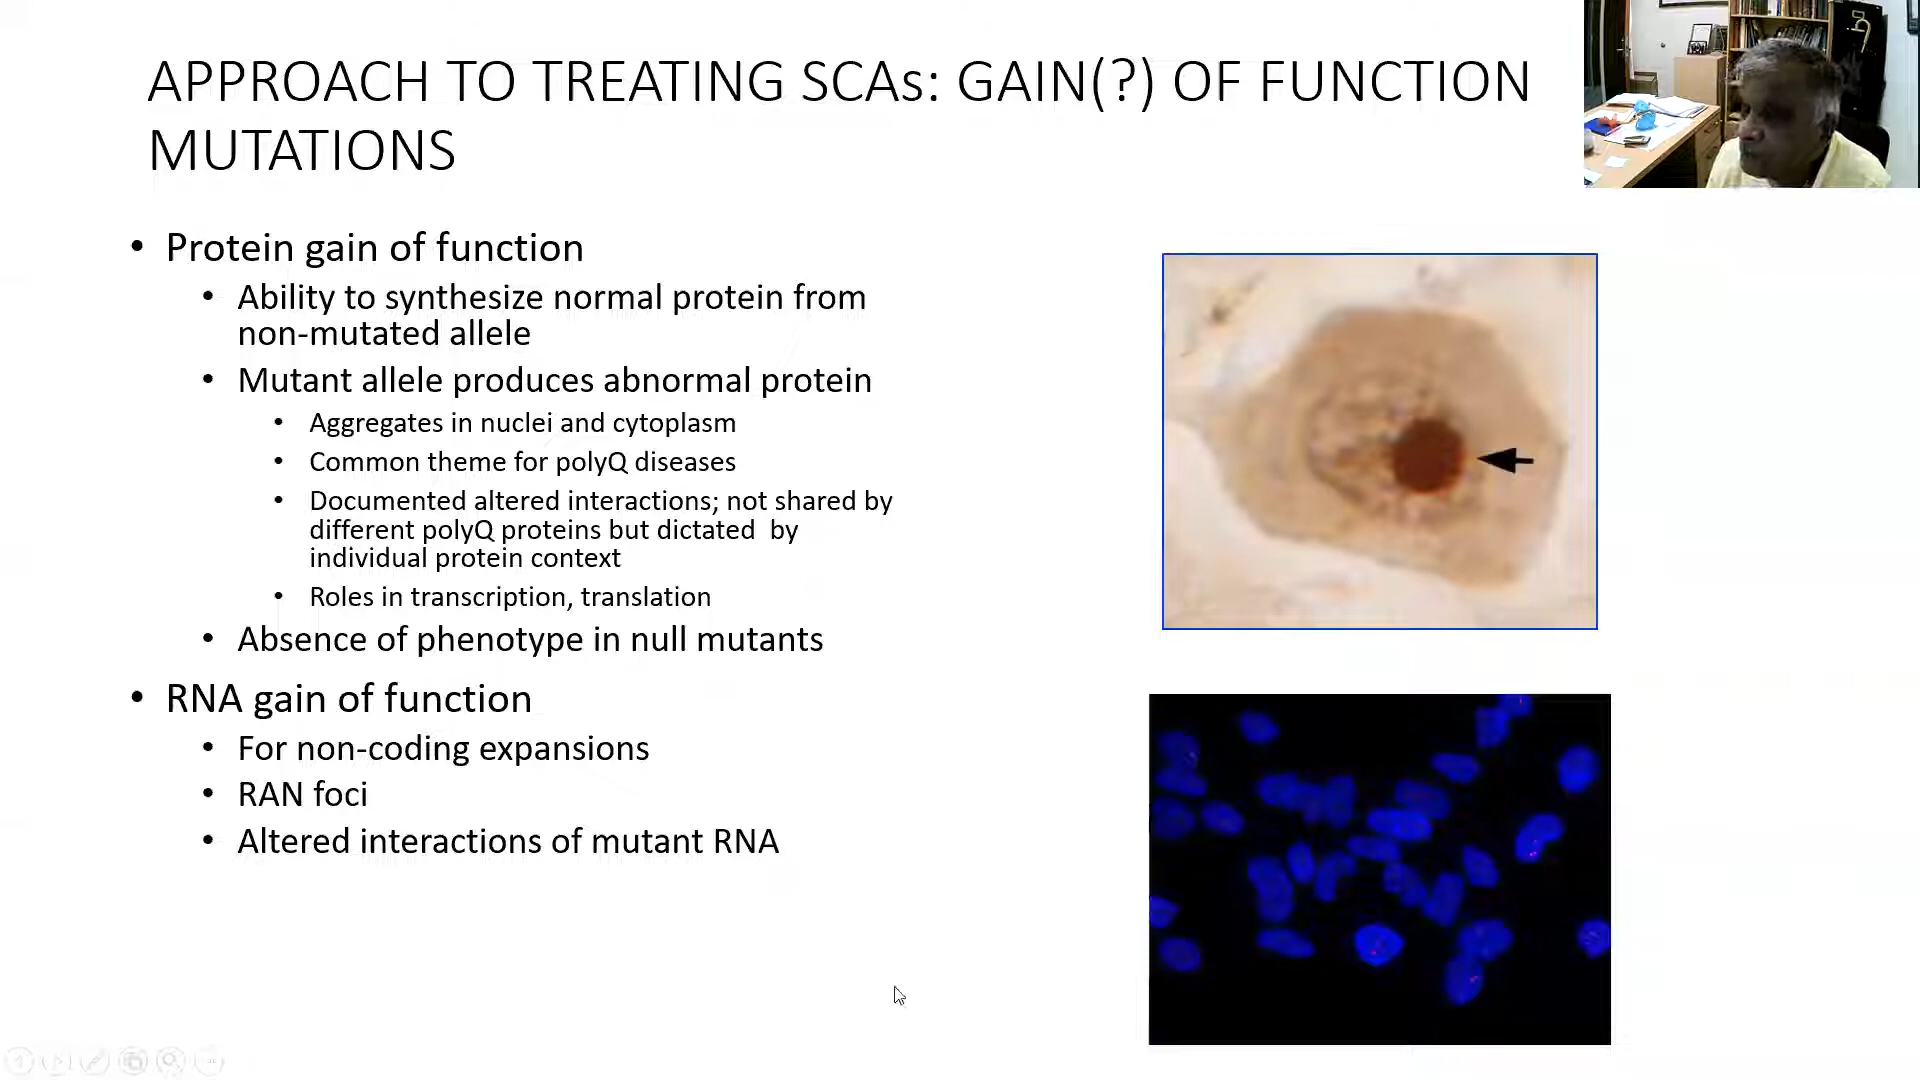 APPROACH TO TREATING SCAs: GAIN(?) OF FUNCTION
MUTATIONS
• Protein gain of function
• Ability to synthesize normal protein from
non-mutated allele
• Mutant allele produces abnormal protein
• Aggregates in nuclei and cytoplasm
• Common theme for polyQ diseases
• Documented altered interactions; not shared by
different polyQ proteins but dictated  by
individual protein context
• Roles in transcription, translation
• Absence of phenotype in null mutants
• RNA gain of function
• For non-coding expansions
• RAN foci
• Altered interactions of mutant RNA